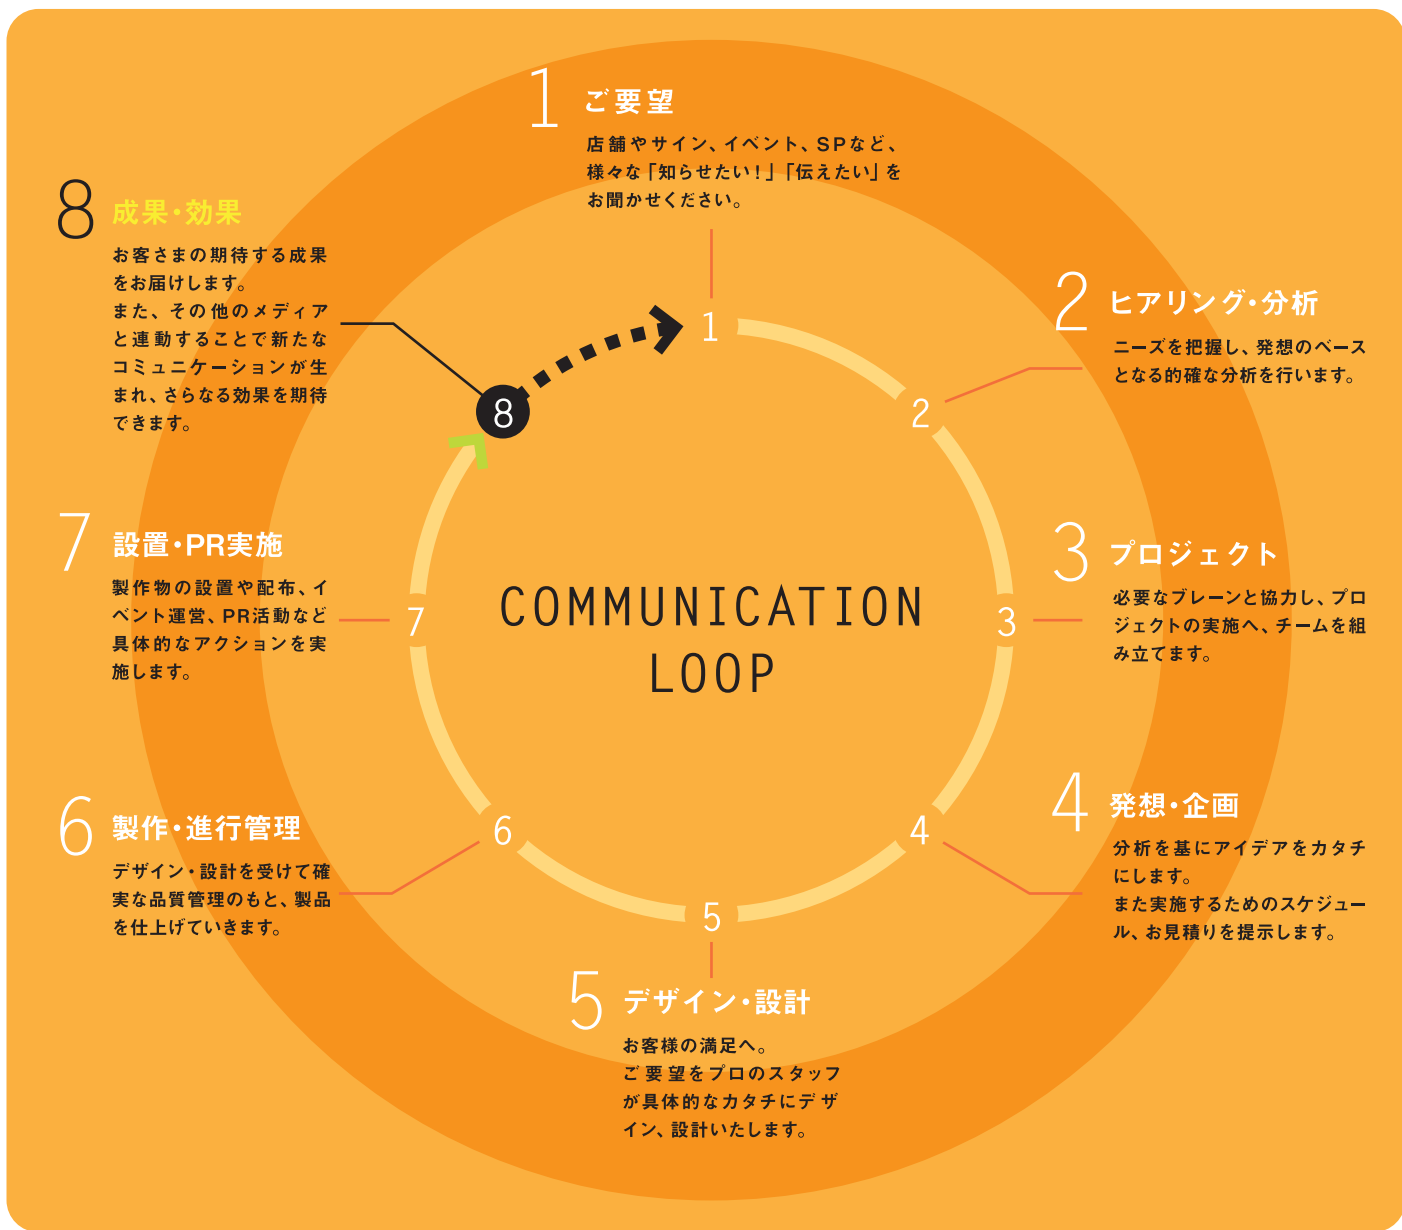 1 ご要望
店舗やサイン、イベント、SPなど、
様々な「知らせたい！」「伝えたい」を
お聞かせください。
2 ヒアリング・分析
ニーズを把握し、発想のベース
となる的確な分析を行います。
3 プロジェクト
必要なブレーンと協力し、プロ
ジェクトの実施へ、チームを組
み立てます。
4 発想・企画
分析を基にアイデアをカタチ
にします。
また実施するためのスケジュー
ル、お見積りを提示します。
5 デザイン・設計
お客様の満足へ。
ご要望をプロのスタッフ
が具体的なカタチにデザ
イン、設計いたします。
6 製作・進行管理
デザイン・設計を受けて確
実な品質管理のもと、製品
を仕上げていきます。
7 設置・PR実施
製作物の設置や配布、イ
ベント運営、PR活動など
具体的なアクションを実
施します。
8 成果・効果
お客さまの期待する成果
をお届けします。
また、その他のメディア
と連動することで新たな
コミュニケーションが生
まれ、さらなる効果を期待
できます。
1
2
3
4
5
6
7
8
COMMUNICATION
LOOP